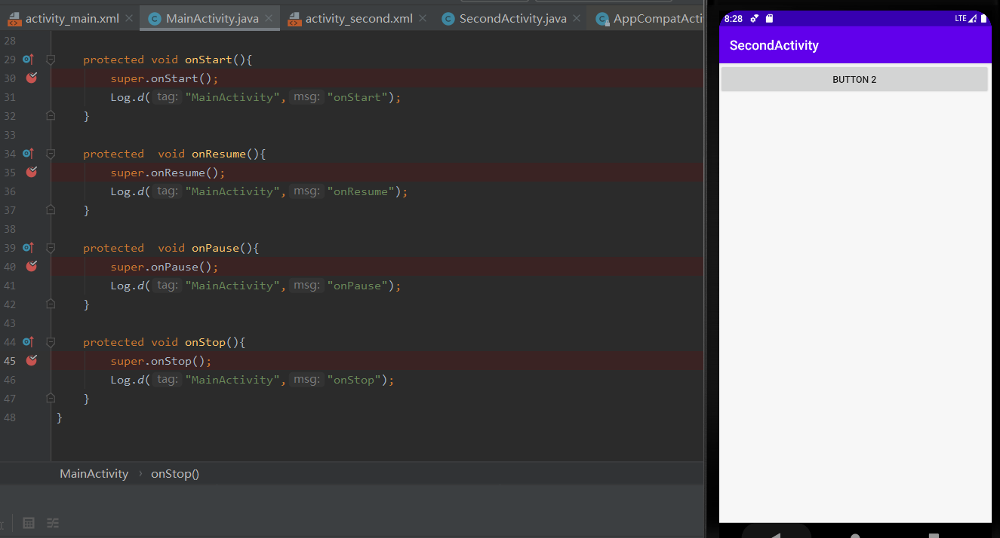 activity_main.xml MainActivity.java activity_second.xml SecondActivity.java AppCompatActi
28
29 protected void onStart(){
30 super.onStart();
31 Log.d( tag: "MainActivity", msg: "onStart");
32 }
33
34 protected  void onResume(){
35 super.onResume();
36 Log.d( tag: "MainActivity", msg: "onResume");
37 }
38
39 protected  void onPause(){
40 super.onPause();
41 Log.d( tag: "MainActivity", msg: "onPause");
42 }
43
44 protected void onStop(){
45 super.onStop();
46 Log.d( tag: "MainActivity", msg: "onStop");
47 }
48 }
MainActivity › onStop()
8:28 LTE
SecondActivity
BUTTON 2